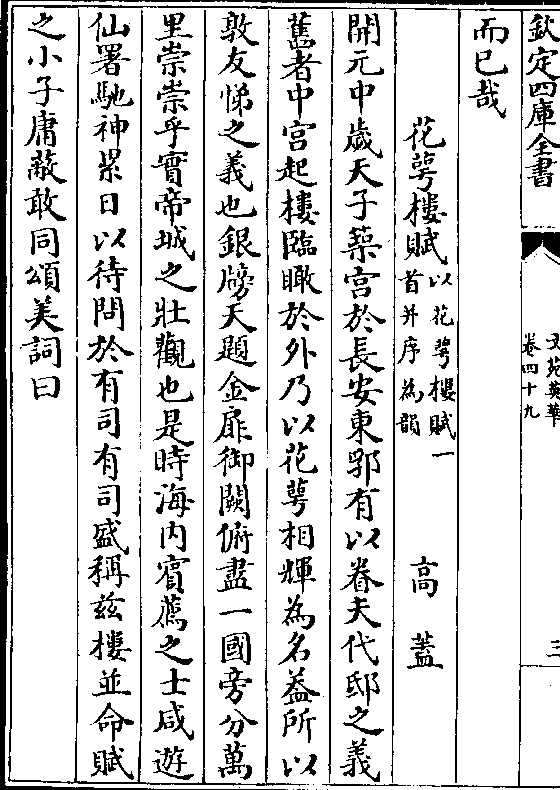 欽定四庫全書
文苑英華
卷四十九
三
而已哉
花萼樓賦以花萼樓賦一
首并序為韻
高蓋
開元中歲天子築宫於長安東郛有以眷夫代邸之義
舊者中宫起樓臨瞰於外乃以花萼相輝為名葢所以
敦友悌之義也銀牓天題金扉御闕俯盡一國旁分萬
里崇崇乎實帝城之壯觀也是時海内賓薦之士咸遊
仙署馳神累日以待問於有司有司盛稱兹樓並命賦
之小子庸蔽敢同頌美詞曰